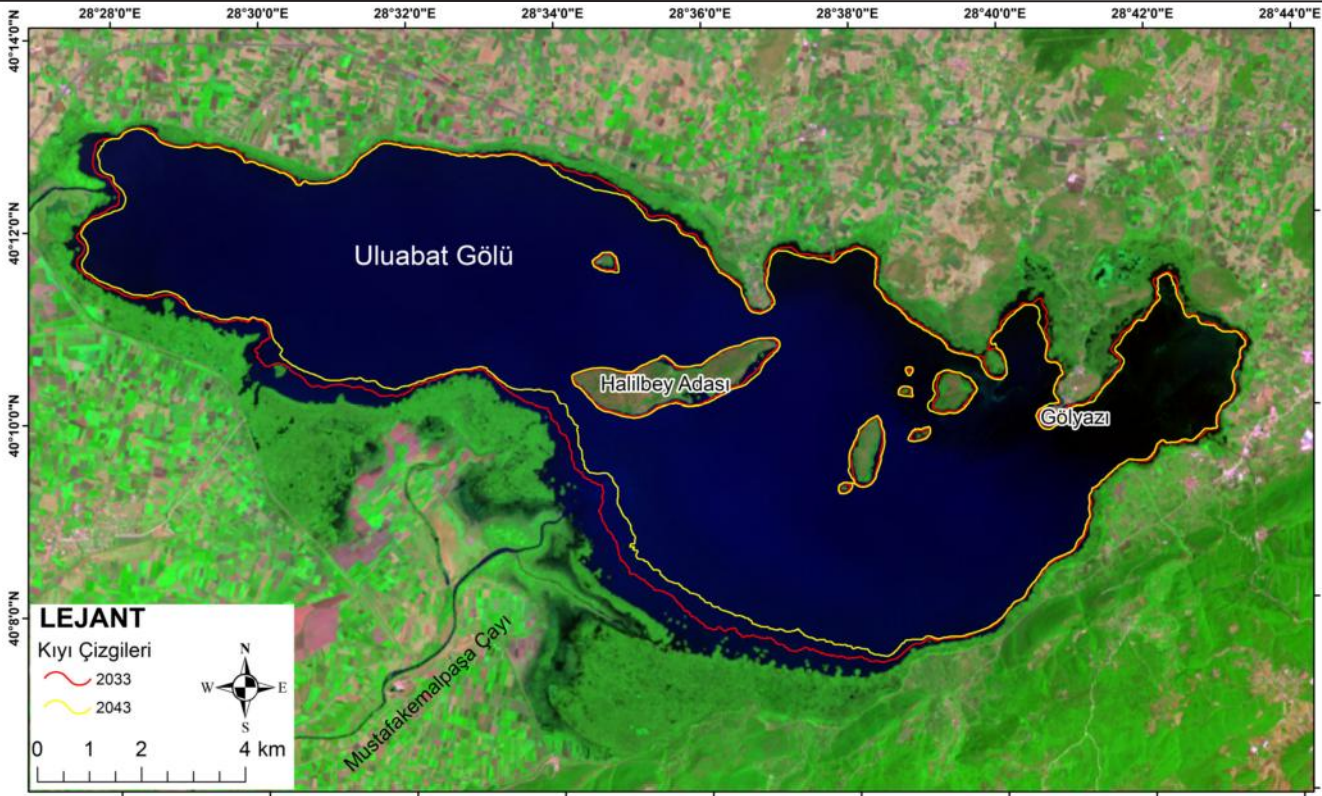 28°28'0"E 28°30'0"E 28°32'0"E 28°34'0"E 28°36'0"E 28°38'0"E 28°40'0"E 28°42'0"E 28°44'0"E
40°14'0"N
40°12'0"N
40°10'0"N
40°8'0"N
Uluabat Gölü
Halilbey Adası
Gölyazı
Mustafakemalpaşa Çayı
LEJANT
Kıyı Çizgileri
2033
2043
N
W E
S
0 1 2 4 km